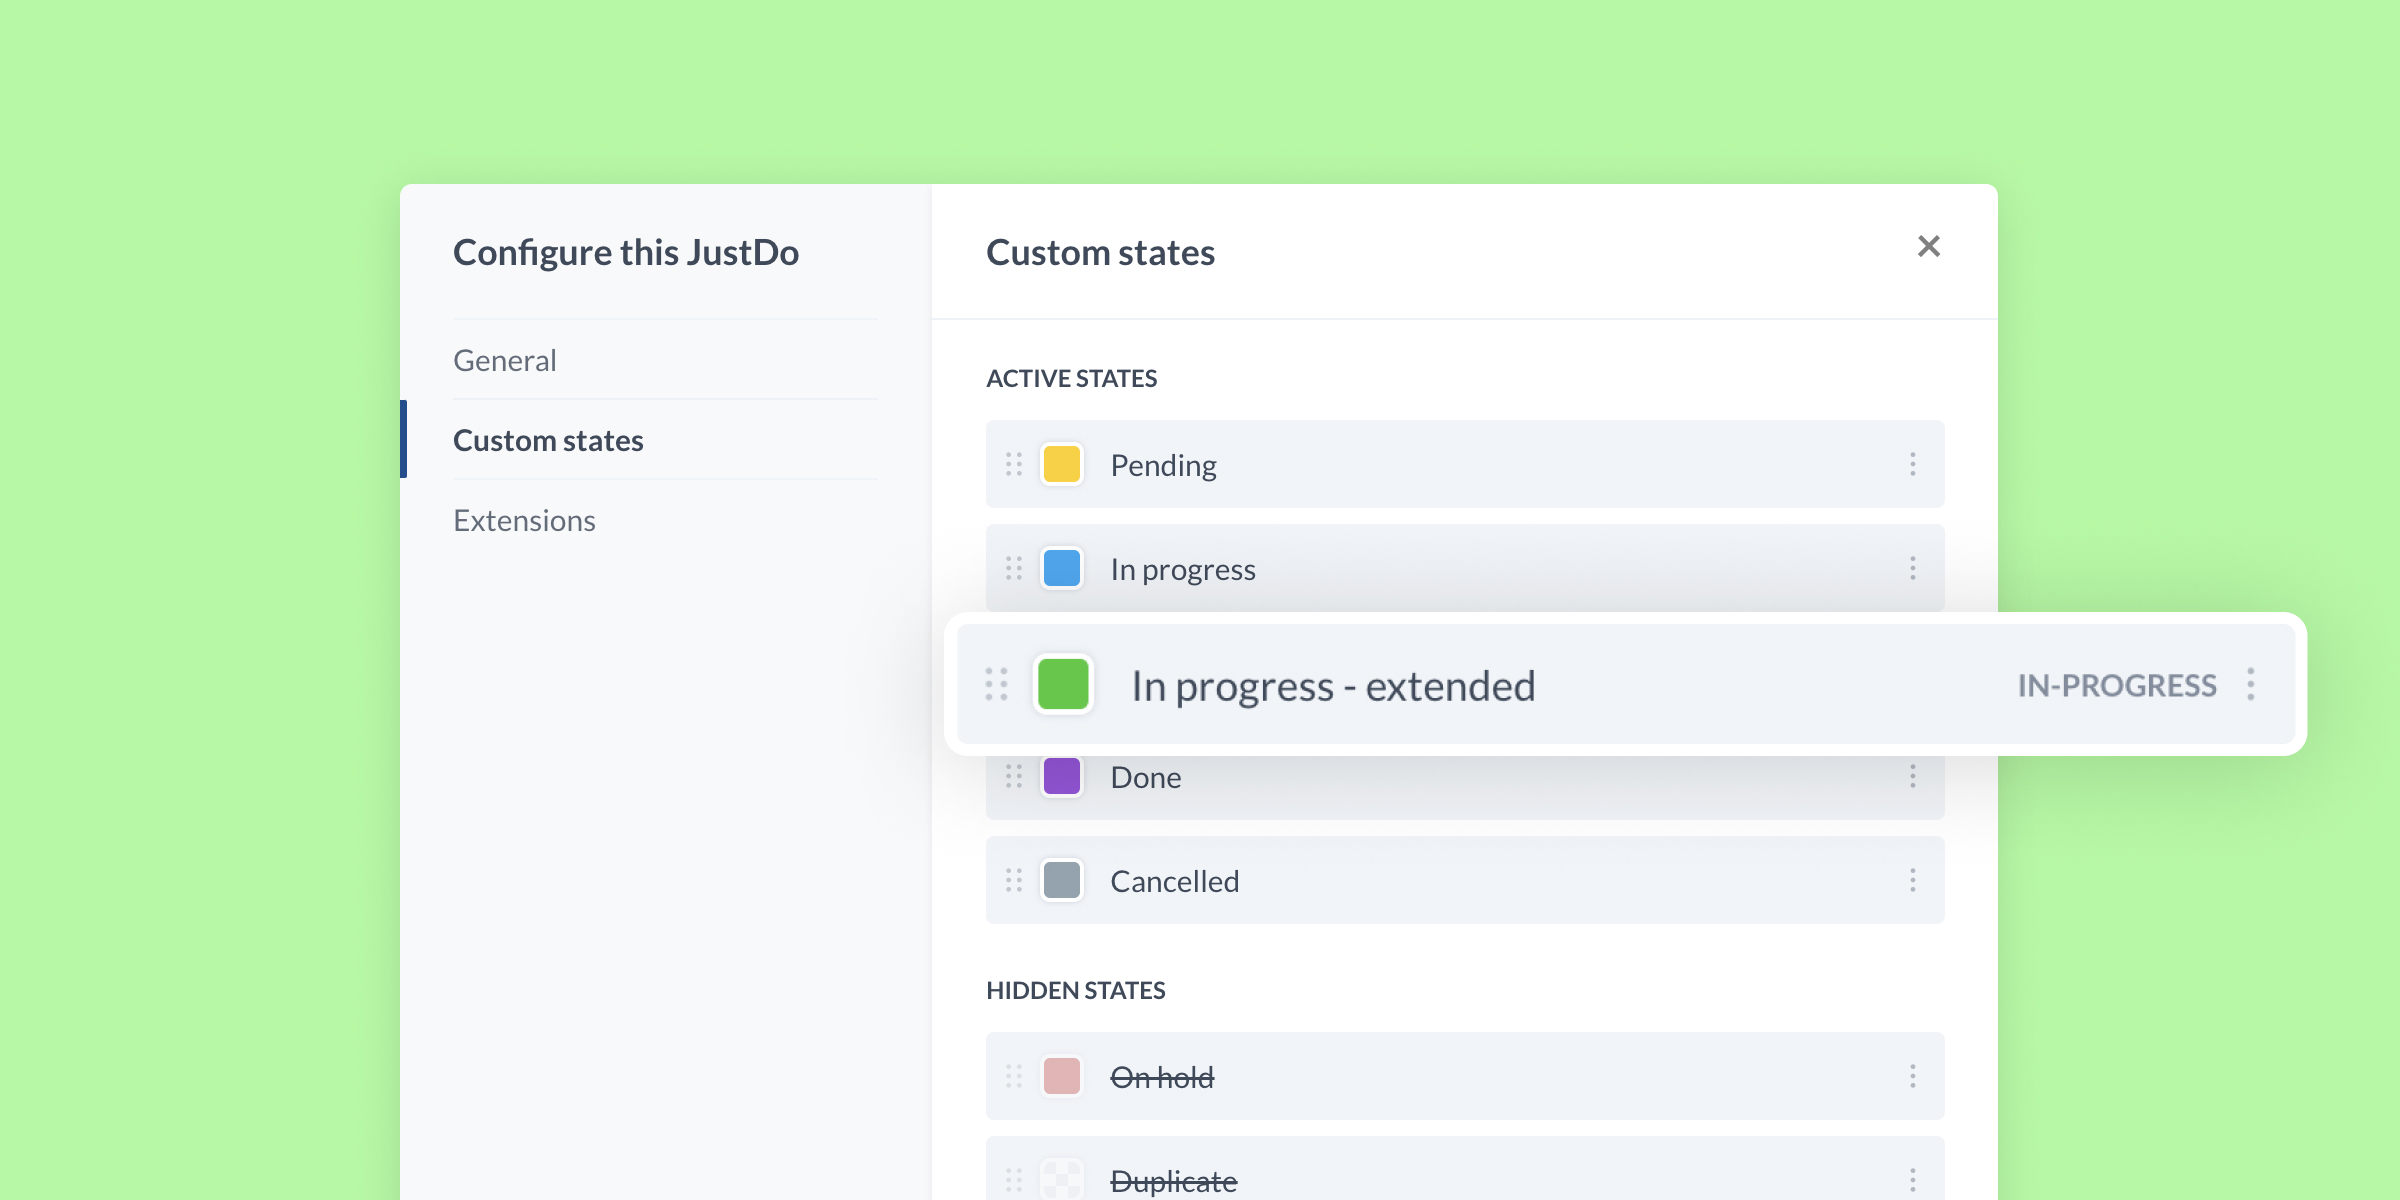 Configure this JustDo
General
Custom states
Extensions
Custom states
ACTIVE STATES
Pending
In progress
In progress - extended
IN-PROGRESS
Done
Cancelled
HIDDEN STATES
On hold
Duplicate